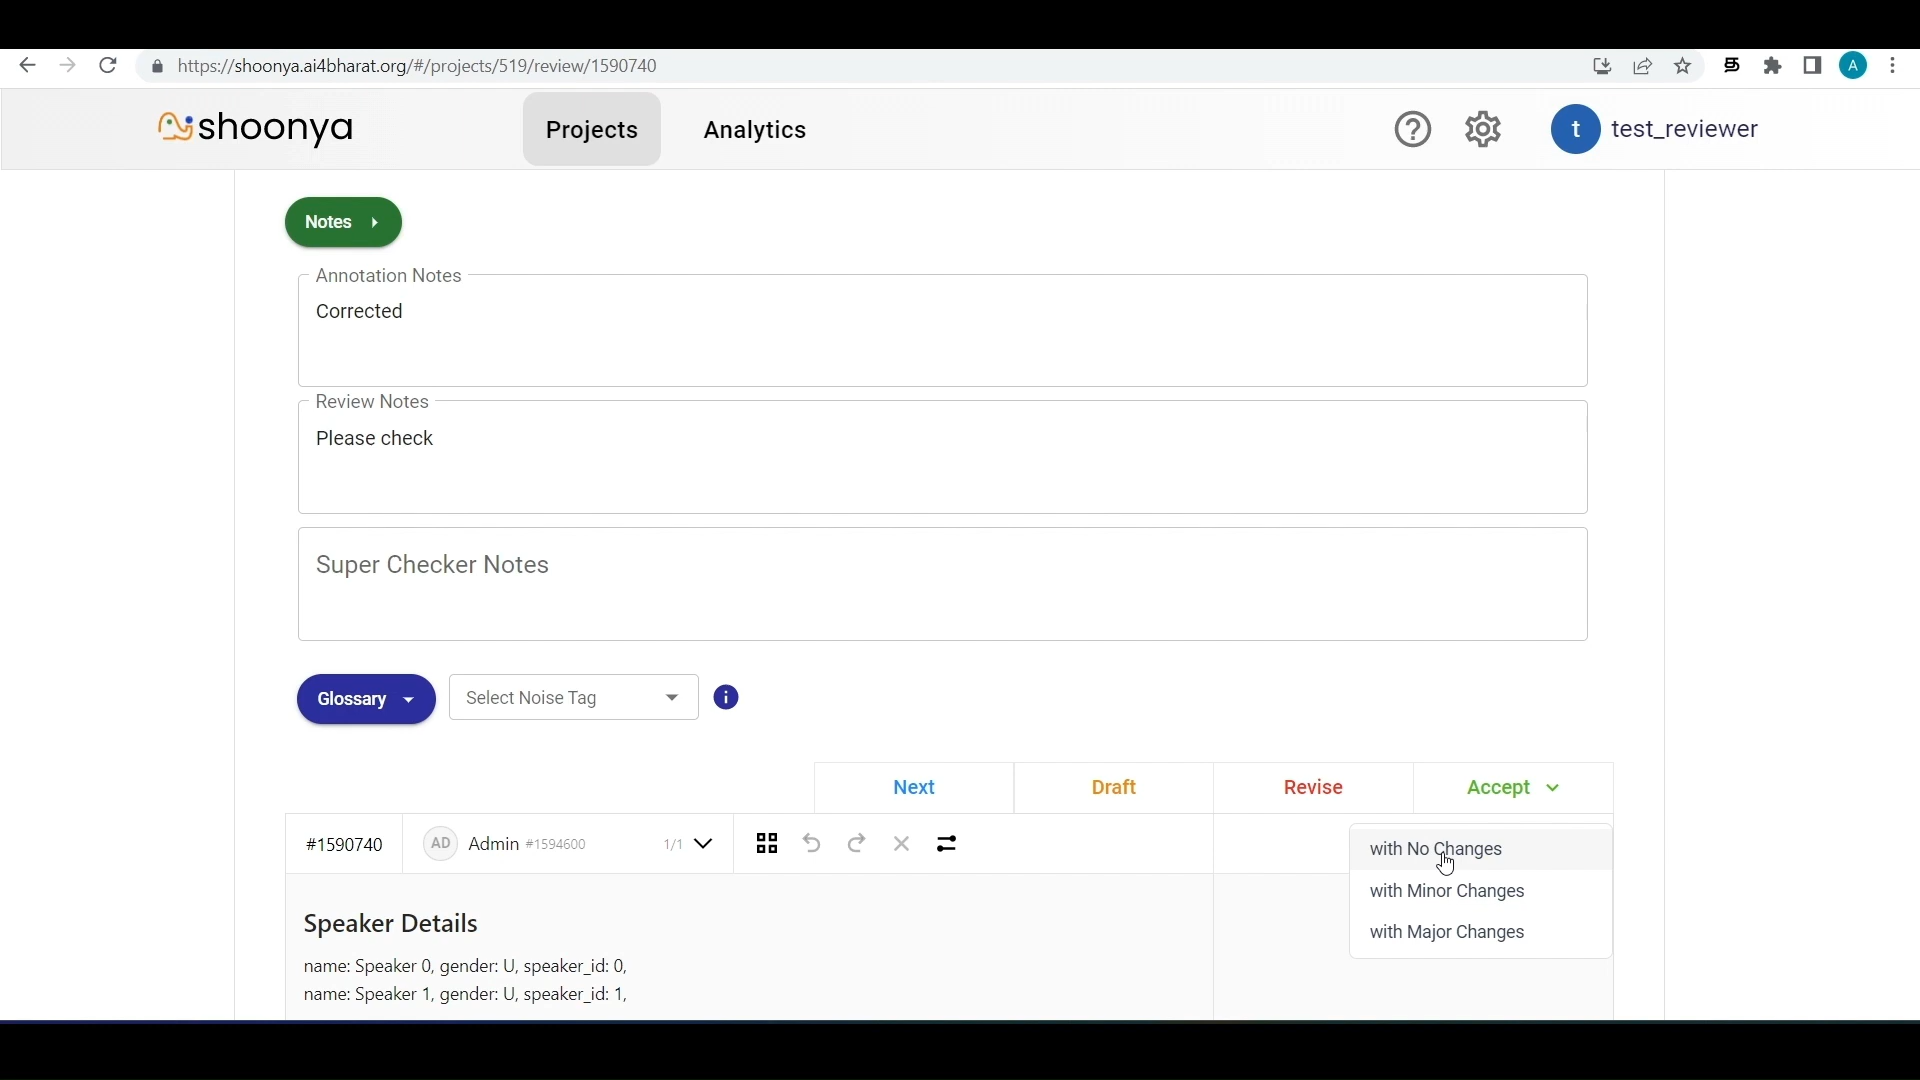 https://shoonya.ai4bharat.org/#/projects/519/review/1590740
A
shoonya
Projects
Analytics
t
test_reviewer
Notes
Annotation Notes
Corrected
Review Notes
Please check
Super Checker Notes
Glossary
Select Noise Tag
Next
Draft
Revise
Accept
#1590740
AD
Admin #1594600
1/1
with No Changes
with Minor Changes
with Major Changes
Speaker Details
name: Speaker 0, gender: U, speaker_id: 0,
name: Speaker 1, gender: U, speaker_id: 1,